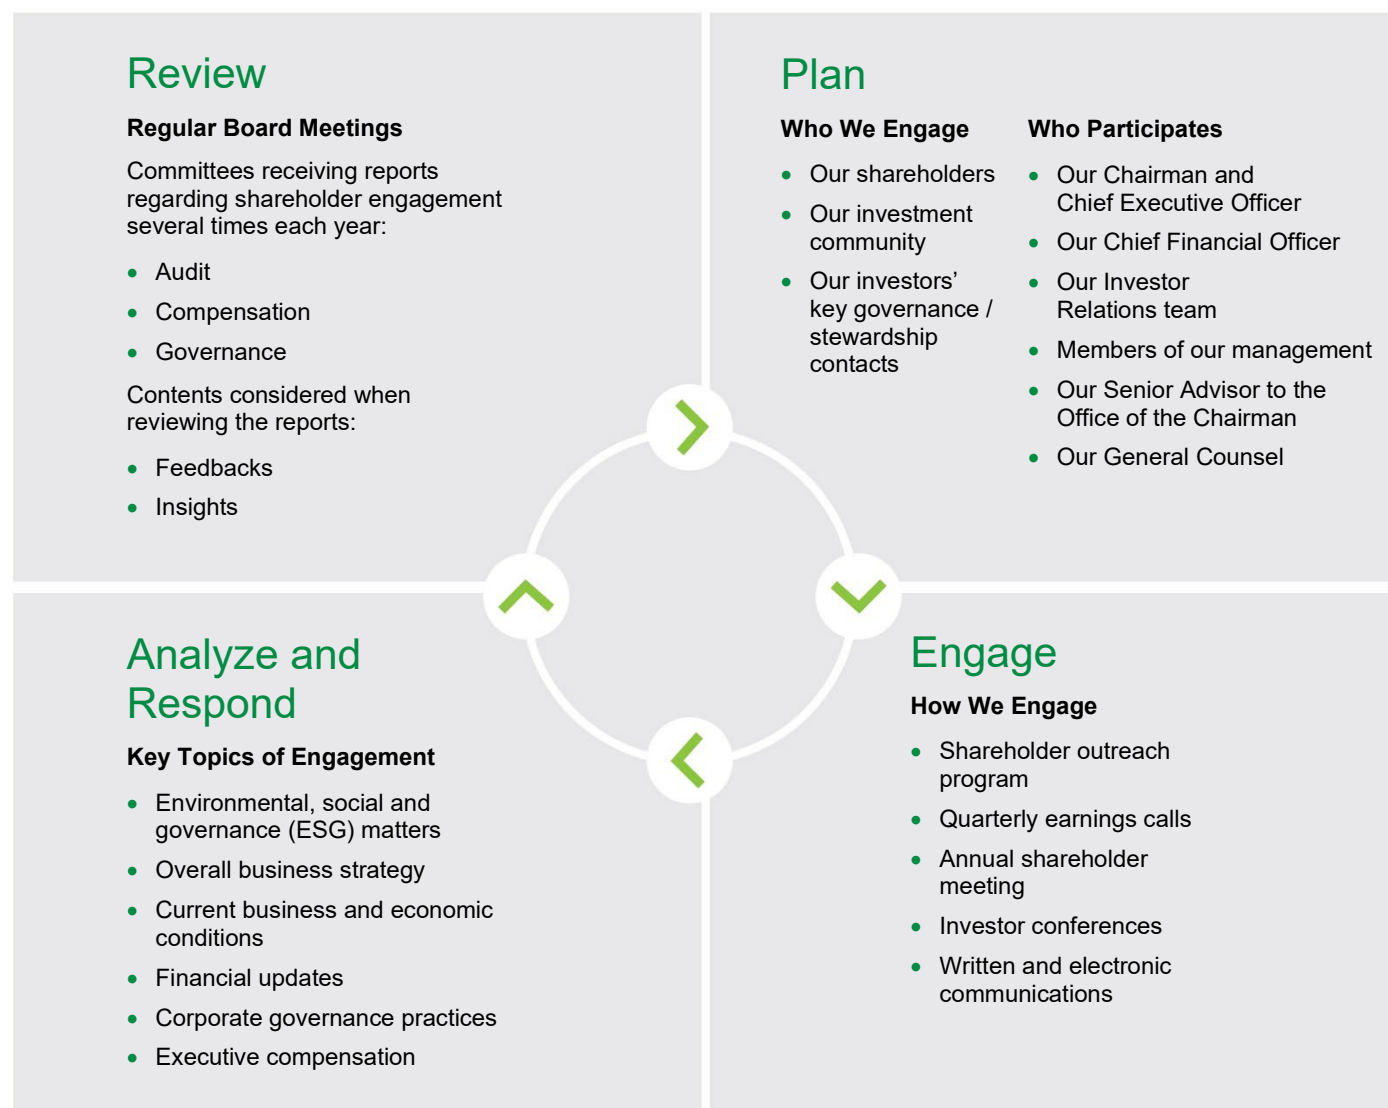 Review
Regular Board Meetings
Committees receiving reports
regarding shareholder engagement
several times each year:
• Audit
• Compensation
• Governance
Contents considered when
reviewing the reports:
• Feedbacks
• Insights
Plan
Who We Engage
• Our shareholders
• Our investment
community
• Our investors’
key governance /
stewardship
contacts
Who Participates
• Our Chairman and
Chief Executive Officer
• Our Chief Financial Officer
• Our Investor
Relations team
• Members of our management
• Our Senior Advisor to the
Office of the Chairman
• Our General Counsel
Analyze and
Respond
Key Topics of Engagement
• Environmental, social and
governance (ESG) matters
• Overall business strategy
• Current business and economic
conditions
• Financial updates
• Corporate governance practices
• Executive compensation
Engage
How We Engage
• Shareholder outreach
program
• Quarterly earnings calls
• Annual shareholder
meeting
• Investor conferences
• Written and electronic
communications